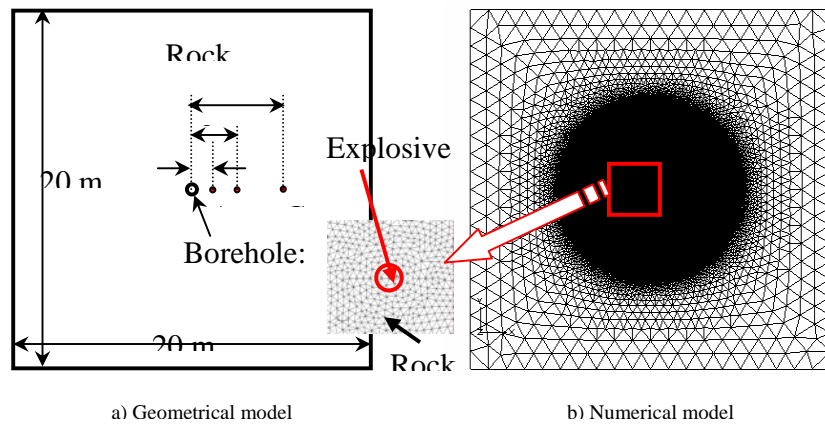 Rock
20 m
Explosive
Borehole:
20 m
Rock
a) Geometrical model
b) Numerical model